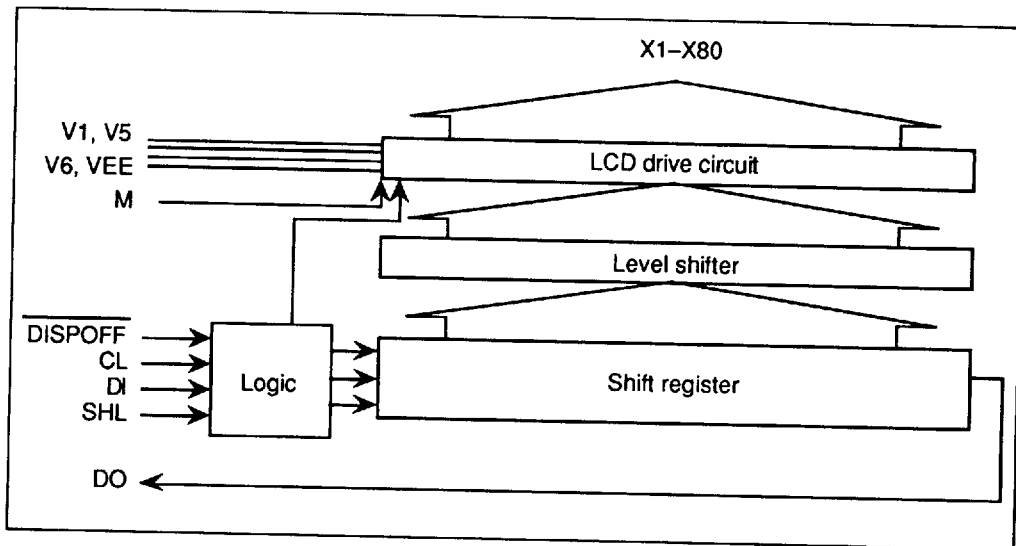 X1–X80
V1, V5
LCD drive circuit
V6, VEE
M
Level shifter
DISPOFF
CL
Logic
Shift register
DI
SHL
DO